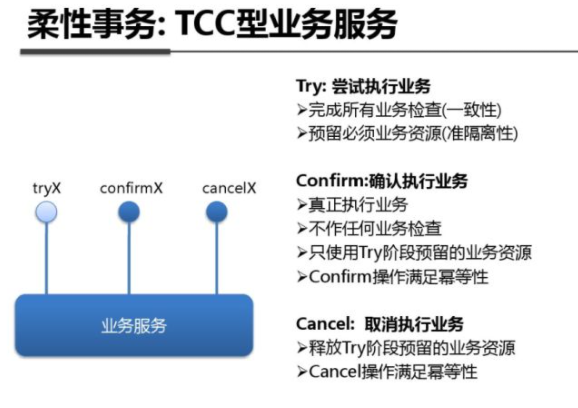 柔性事务: TCC型业务服务
Try: 尝试执行业务
➢完成所有业务检查(一致性)
➢预留必须业务资源(准隔离性)
tryX confirmX cancelX
业务服务
Confirm:确认执行业务
➢真正执行业务
➢不作任何业务检查
➢只使用Try阶段预留的业务资源
➢Confirm操作满足幂等性
Cancel: 取消执行业务
➢释放Try阶段预留的业务资源
➢Cancel操作满足幂等性